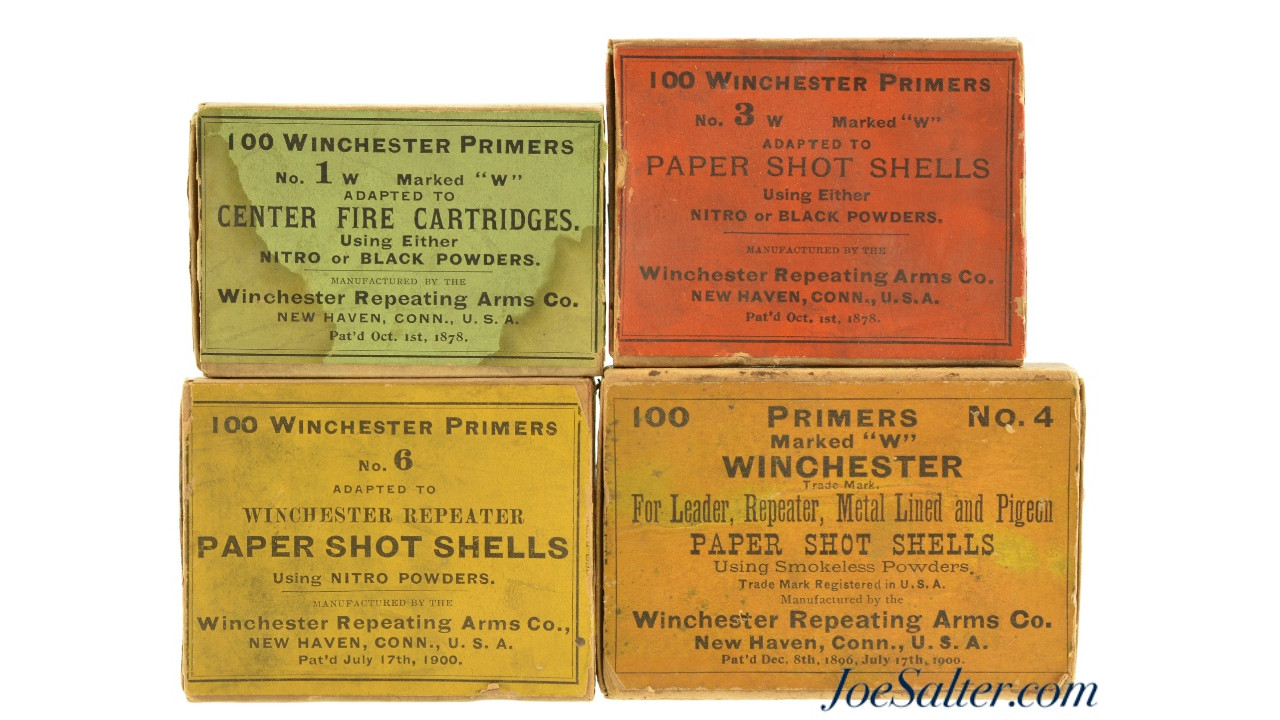 100 WINCHESTER PRIMERS
No. 1 W Marked "W"
ADAPTED TO
CENTER FIRE CARTRIDGES.
Using Either
NITRO or BLACK POWDERS.
MANUFACTURED BY THE
Winchester Repeating Arms Co.
NEW HAVEN, CONN., U. S. A.
Pat'd Oct. 1st, 1878.
100 WINCHESTER PRIMERS
No. 3 W Marked "W"
ADAPTED TO
PAPER SHOT SHELLS
Using Either
NITRO or BLACK POWDERS.
MANUFACTURED BY THE
Winchester Repeating Arms Co.
NEW HAVEN, CONN., U.S.A.
Pat'd Oct. 1st, 1878.
100 WINCHESTER PRIMERS
No. 6
ADAPTED TO
WINCHESTER REPEATER
PAPER SHOT SHELLS
Using NITRO POWDERS.
MANUFACTURED BY THE
Winchester Repeating Arms Co.,
NEW HAVEN, CONN., U. S. A.
Pat'd July 17th, 1900.
100 PRIMERS No. 4
Marked "W"
WINCHESTER
Trade Mark.
For Leader, Repeater, Metal Lined and Pigeon
PAPER SHOT SHELLS
Using Smokeless Powders.
Trade Mark Registered in U.S.A.
Manufactured by the
Winchester Repeating Arms Co.
New Haven, Conn., U.S.A.
Pat'd Dec. 8th, 1896, July 17th, 1900.
JoeSalter.com